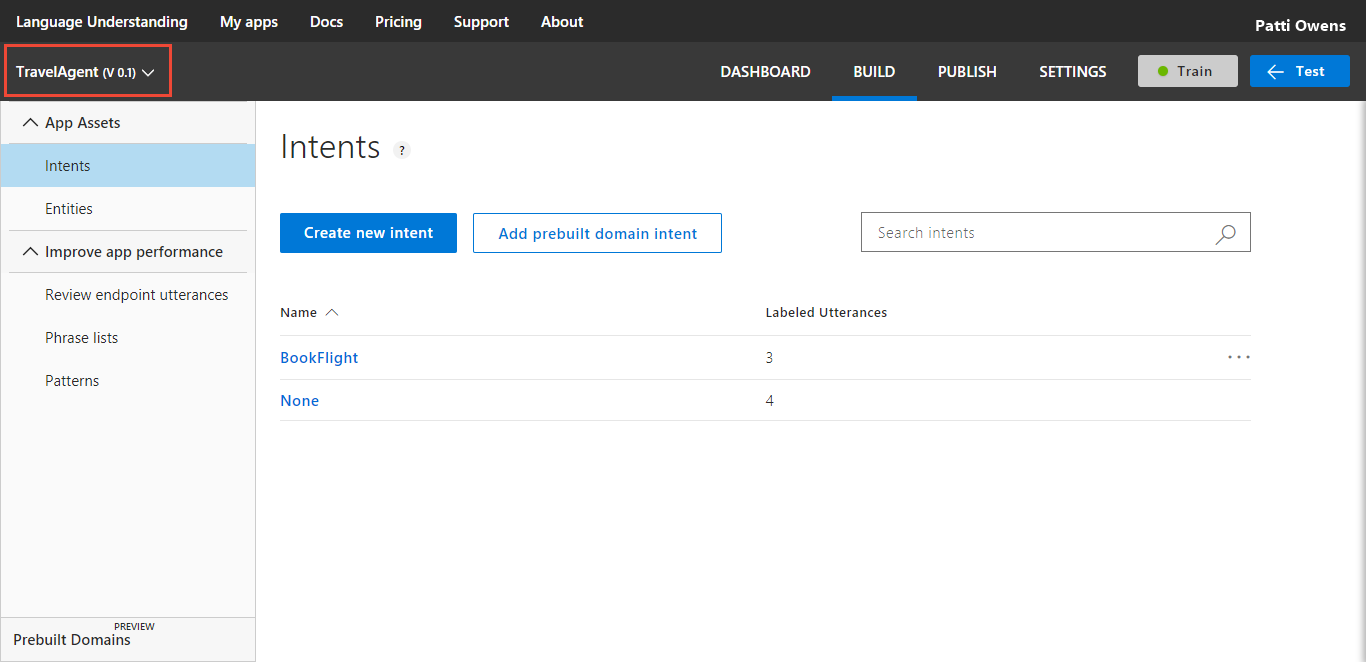 Language Understanding My apps Docs Pricing Support About Patti Owens
TravelAgent (V 0.1) DASHBOARD BUILD PUBLISH SETTINGS Train Test
App Assets
Intents
Entities
Improve app performance
Review endpoint utterances
Phrase lists
Patterns
PREVIEW
Prebuilt Domains
Intents ?
Create new intent Add prebuilt domain intent Search intents
Name Labeled Utterances
BookFlight 3 ...
None 4